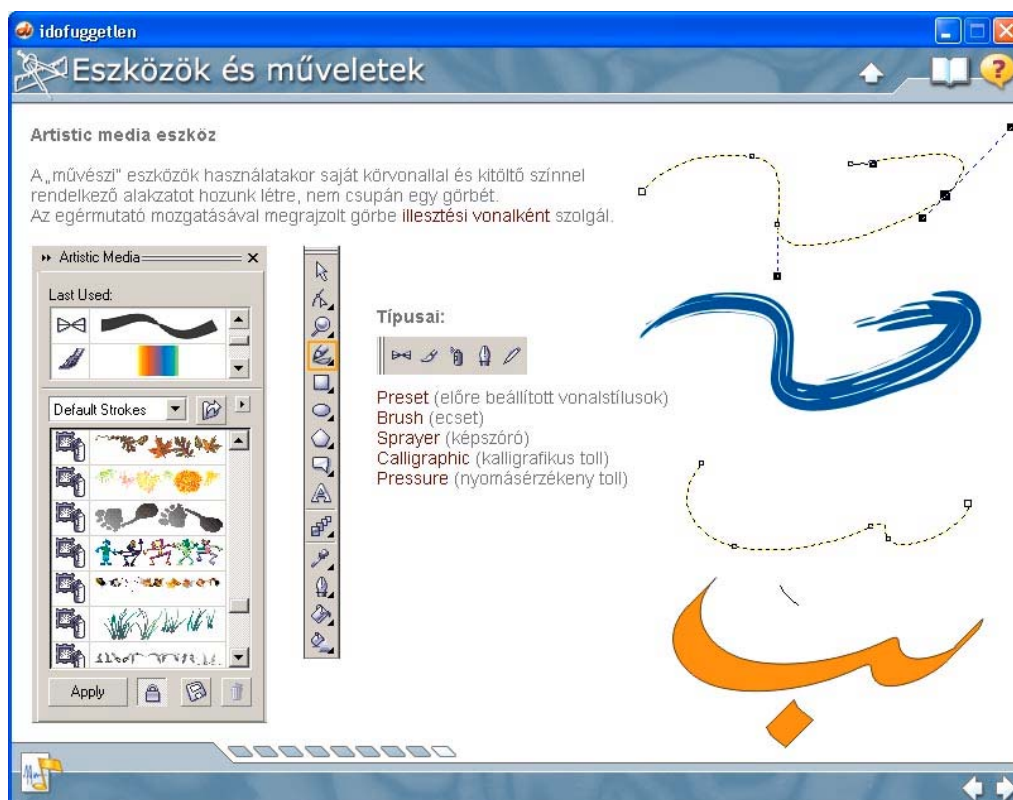 idofuggetlen
Eszközök és műveletek
Artistic media eszköz
A „művészi” eszközök használatakor saját körvonallal és kitöltő színnel
rendelkező alakzatot hozunk létre, nem csupán egy görbét.
Az egérmutató mozgatásával megrajzolt görbe illesztési vonalként szolgál.
Artistic Media
Last Used:
Default Strokes
Apply
Típusai:
Preset (előre beállított vonalstílusok)
Brush (ecset)
Sprayer (képszóró)
Calligraphic (kalligrafikus toll)
Pressure (nyomásérzékeny toll)
ب